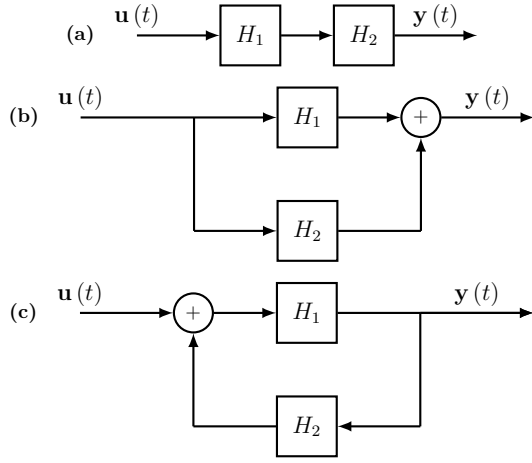 u(t) y(t)
(a) H₁ H₂
u(t) y(t)
(b) H₁ +
H₂
u(t) y(t)
(c) + H₁
H₂